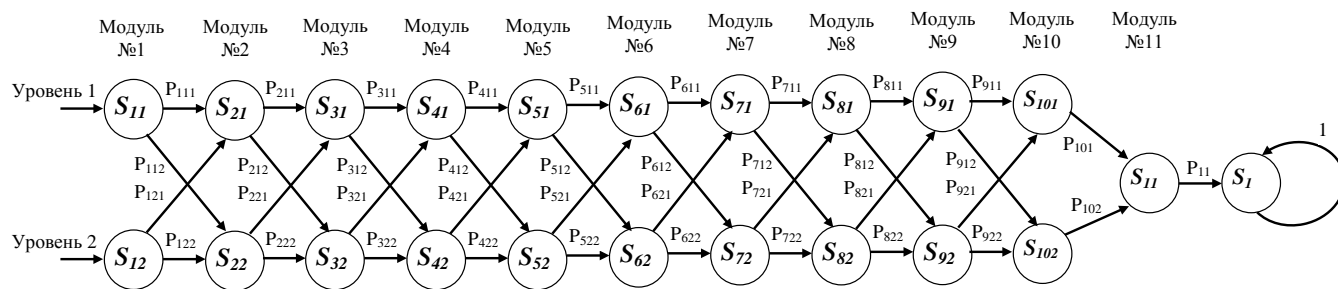 Модуль №1
Модуль №2
Модуль №3
Модуль №4
Модуль №5
Модуль №6
Модуль №7
Модуль №8
Модуль №9
Модуль №10
Модуль №11
Уровень 1
S11
P111
S21
P211
S31
P311
S41
P411
S51
P511
S61
P611
S71
P711
S81
P811
S91
P911
S101
P112
P212
P312
P412
P512
P612
P712
P812
P912
P101
1
P121
P221
P321
P421
P521
P621
P721
P821
P921
S11
P11
S1
P102
Уровень 2
S12
P122
S22
P222
S32
P322
S42
P422
S52
P522
S62
P622
S72
P722
S82
P822
S92
P922
S102